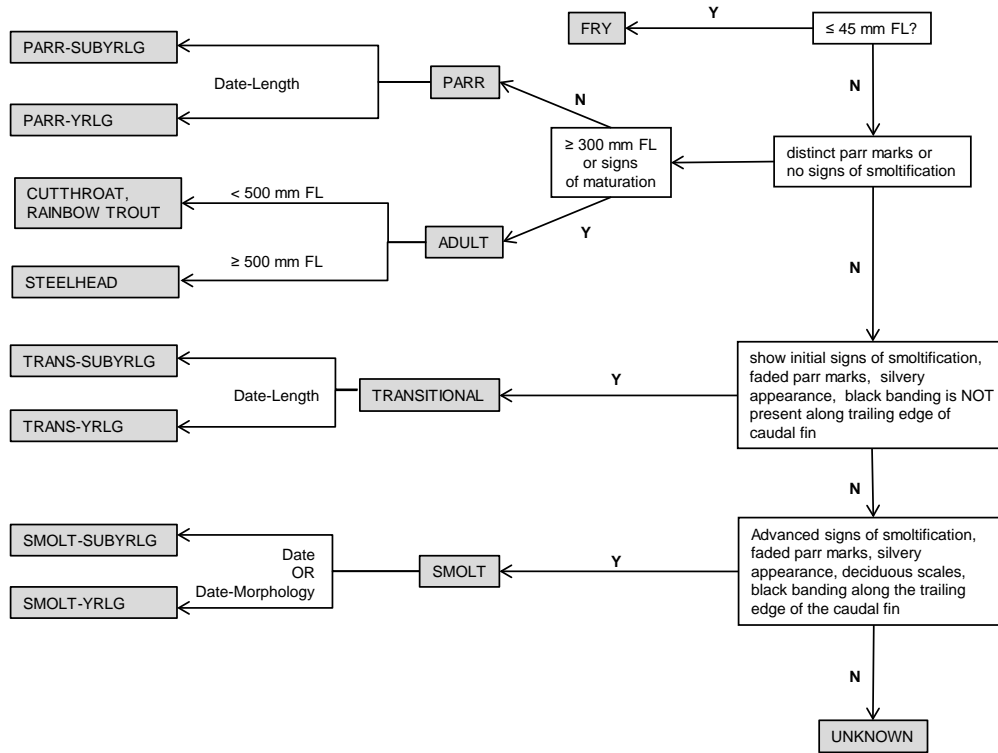 Y
FRY
≤ 45 mm FL?
PARR-SUBYRLG
Date-Length
PARR
N
N
PARR-YRLG
≥ 300 mm FL
or signs
of maturation
distinct parr marks or
no signs of smoltification
CUTTHROAT,
RAINBOW TROUT
< 500 mm FL
Y
ADULT
≥ 500 mm FL
STEELHEAD
N
TRANS-SUBYRLG
Date-Length
TRANSITIONAL
Y
show initial signs of smoltification,
faded parr marks, silvery
appearance, black banding is NOT
present along trailing edge of
caudal fin
TRANS-YRLG
N
SMOLT-SUBYRLG
Date
OR
Date-Morphology
SMOLT
Y
Advanced signs of smoltification,
faded parr marks, silvery
appearance, deciduous scales,
black banding along the trailing
edge of the caudal fin
SMOLT-YRLG
N
UNKNOWN